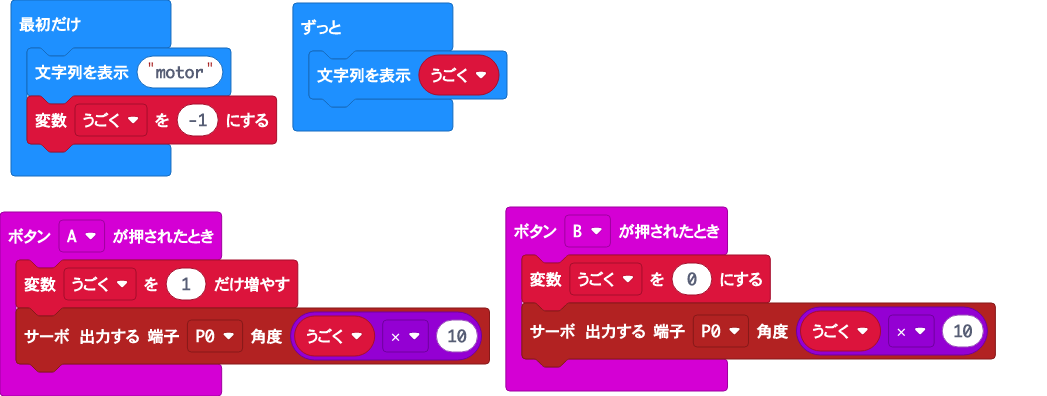 最初だけ
文字列を表示 "motor"
変数 うごく を -1 にする
ずっと
文字列を表示 うごく
ボタン A が押されたとき
変数 うごく を 1 だけ増やす
サーボ 出力する 端子 P0 角度 うごく × 10
ボタン B が押されたとき
変数 うごく を 0 にする
サーボ 出力する 端子 P0 角度 うごく × 10